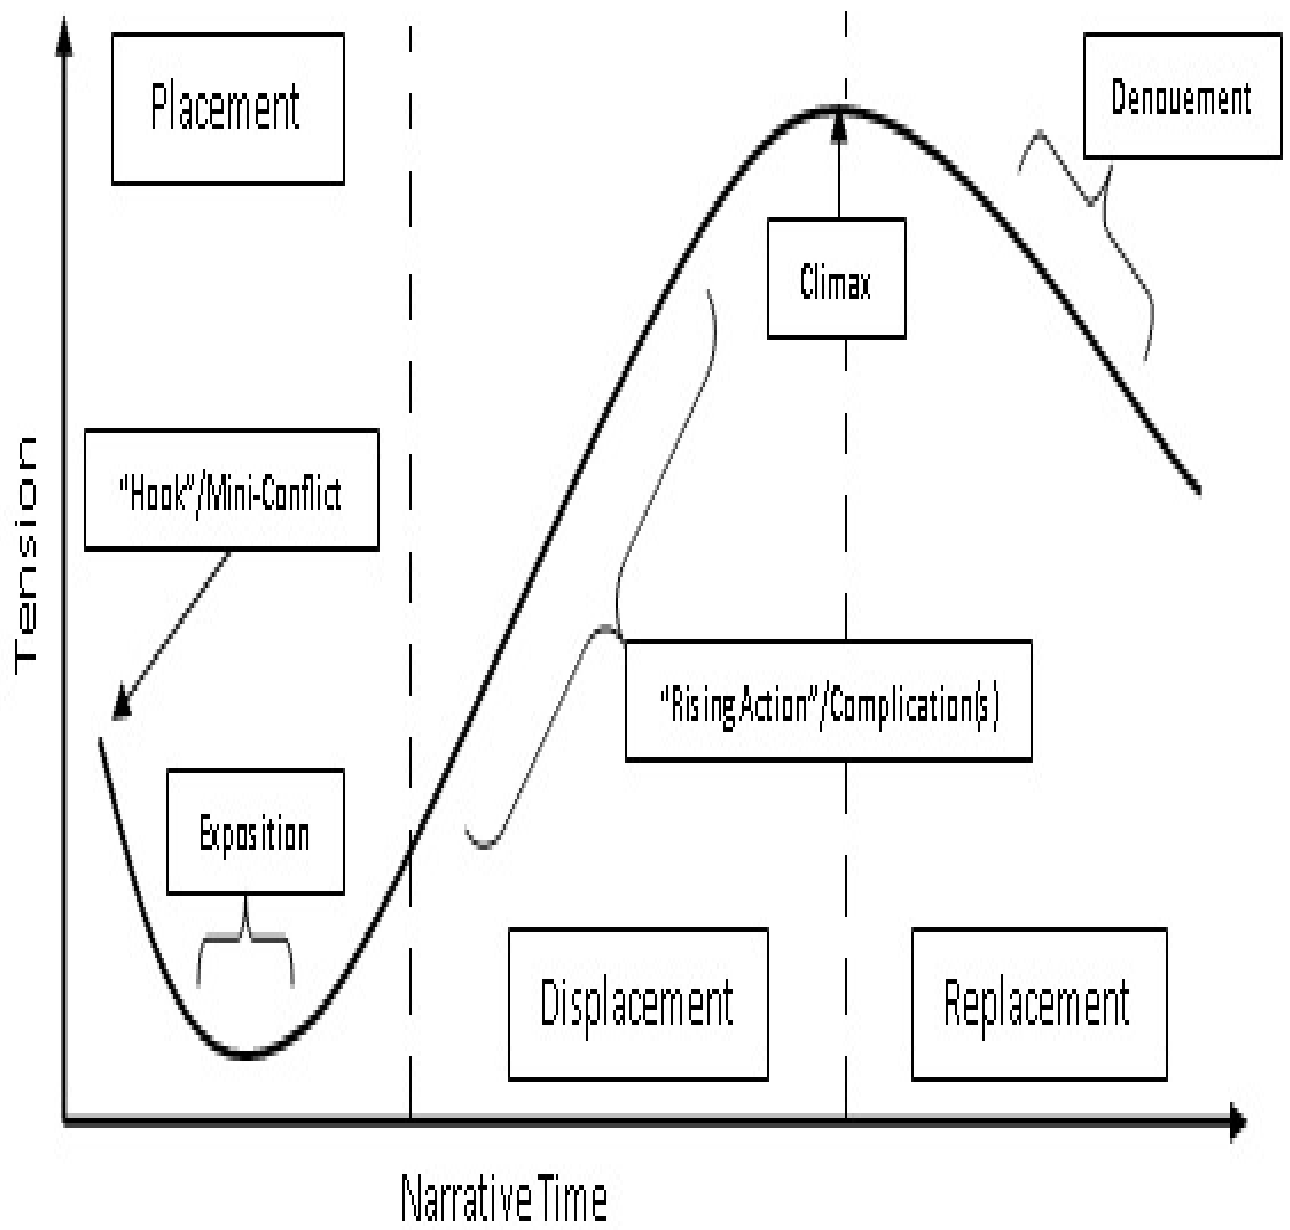 Placement
Denouement
Climax
"Hook"/Mini-Conflict
Tension
"Rising Action"/Complication(s)
Exposition
Displacement
Replacement
Narrative Time